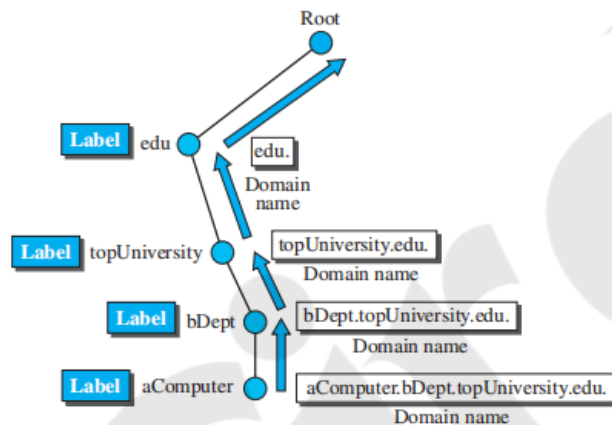 Root
Label edu
edu.
Domain
name
Label topUniversity
topUniversity.edu.
Domain name
Label bDept
bDept.topUniversity.edu.
Domain name
Label aComputer
aComputer.bDept.topUniversity.edu.
Domain name